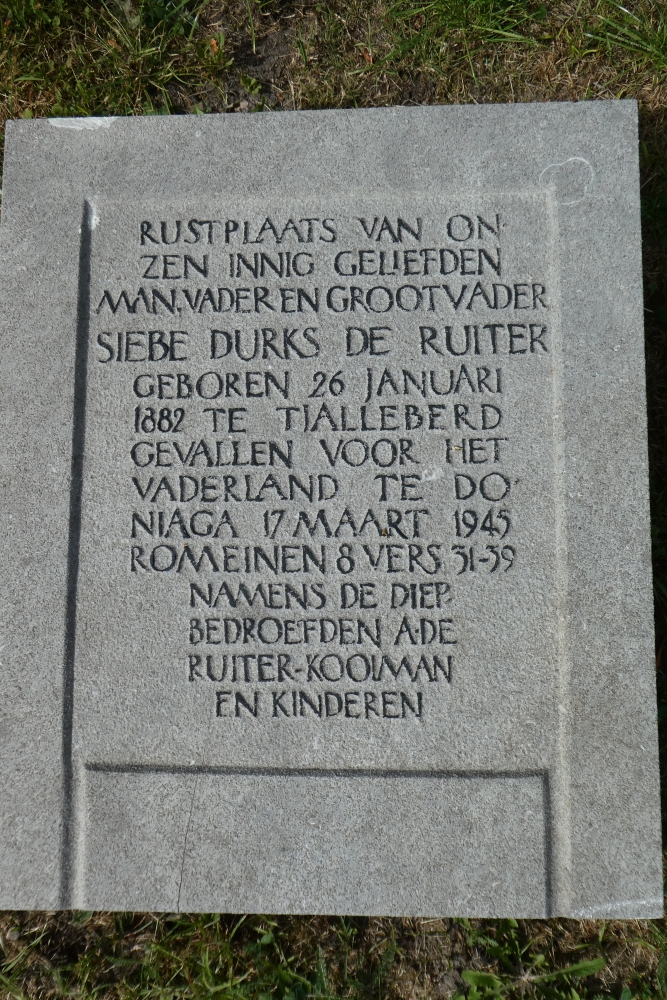 RUSTPLAATS VAN ON-
ZEN INNIG GELIEFDEN
MAN, VADER EN GROOTVADER
SIEBE DURKS DE RUITER
GEBOREN 26 JANUARI
1882 TE TJALLEBERD
GEVALLEN VOOR HET
VADERLAND TE DO-
NIAGA 17 MAART 1945
ROMEINEN 8 VERS 31-39
NAMENS DE DIEP-
BEDROEFDEN A·DE
RUITER-KOOIMAN
EN KINDEREN